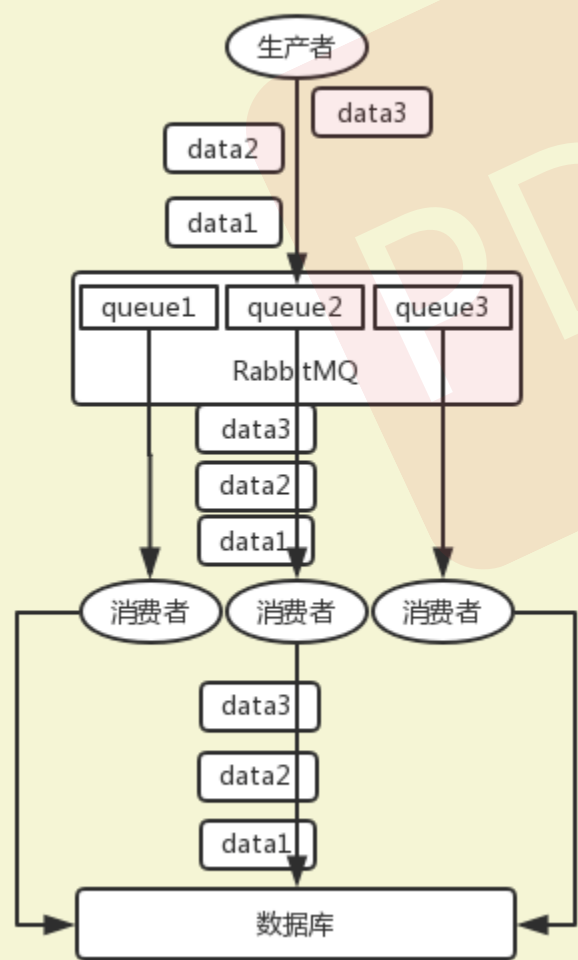 生产者
data3
data2
data1
queue1 queue2 queue3
RabbitMQ
data3
data2
data1
消费者 消费者 消费者
data3
data2
data1
数据库
PD